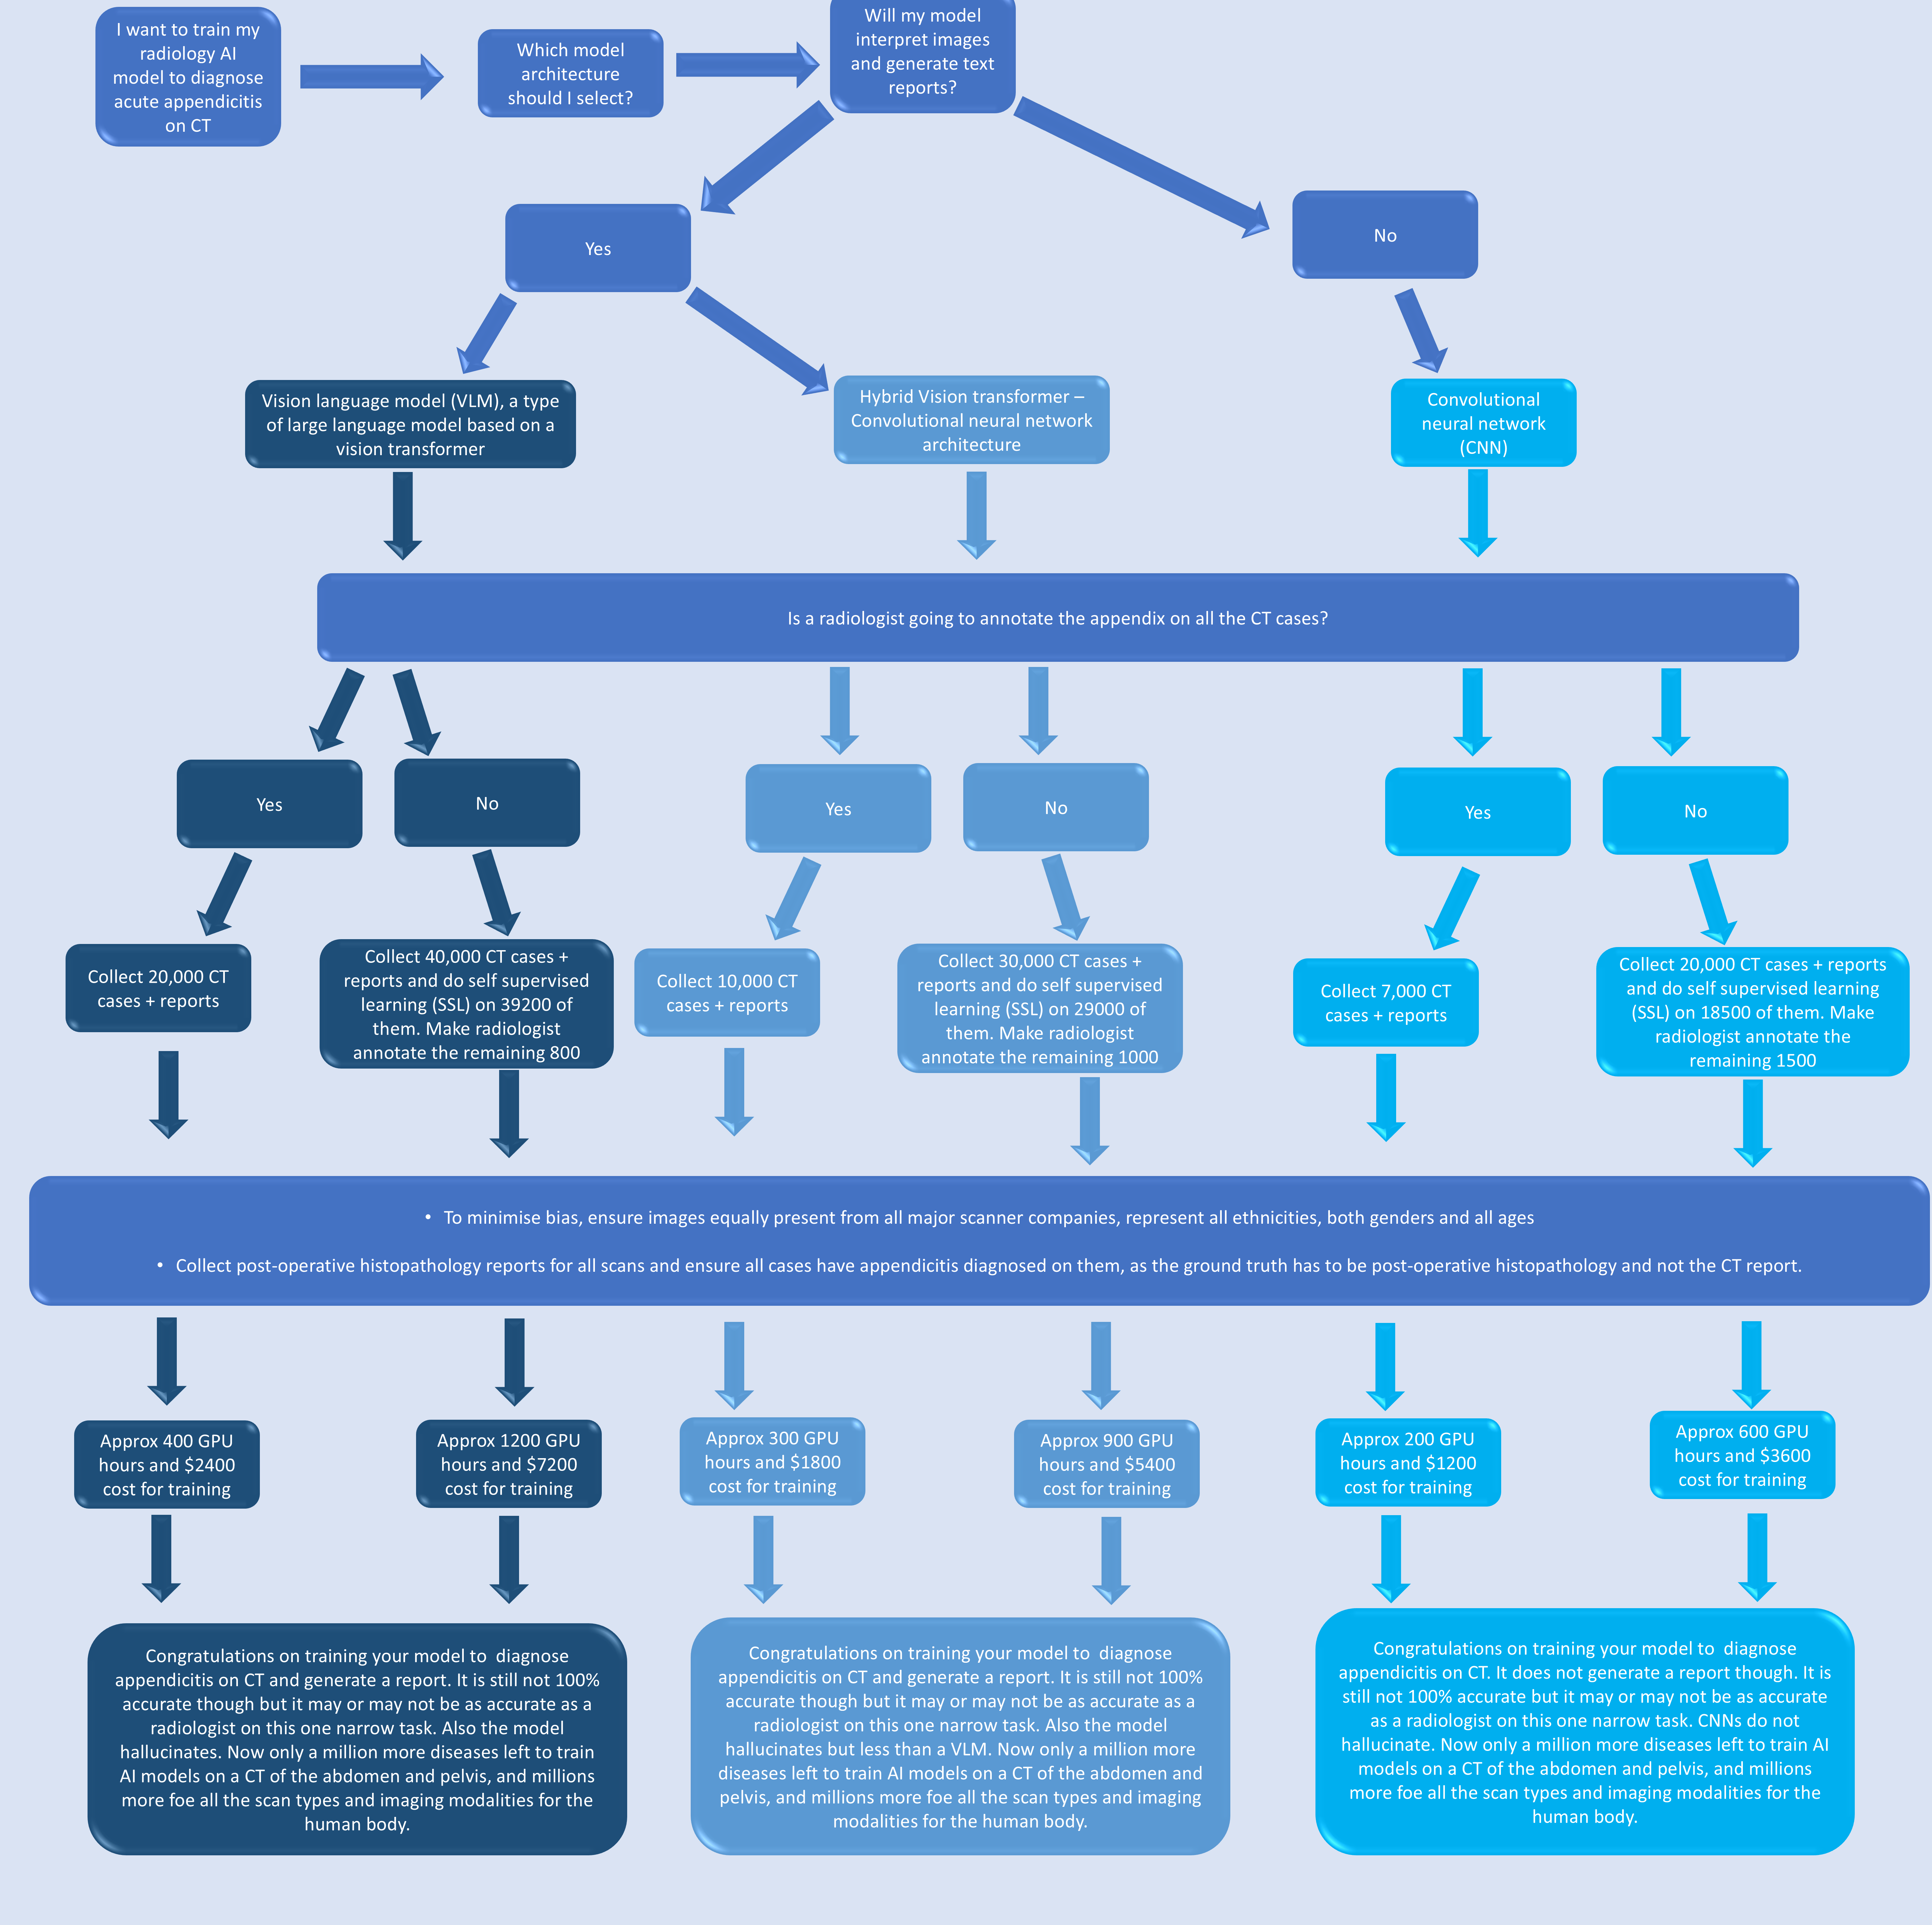 I want to train my
radiology AI
model to diagnose
acute appendicitis
on CT
Which model
architecture
should I select?
Will my model
interpret images
and generate text
reports?
Yes
No
Vision language model (VLM), a type
of large language model based on a
vision transformer
Hybrid Vision transformer –
Convolutional neural network
architecture
Convolutional
neural network
(CNN)
Is a radiologist going to annotate the appendix on all the CT cases?
Yes
No
Yes
No
Yes
No
Collect 20,000 CT
cases + reports
Collect 40,000 CT cases +
reports and do self supervised
learning (SSL) on 39200 of
them. Make radiologist
annotate the remaining 800
Collect 10,000 CT
cases + reports
Collect 30,000 CT cases +
reports and do self supervised
learning (SSL) on 29000 of
them. Make radiologist
annotate the remaining 1000
Collect 7,000 CT
cases + reports
Collect 20,000 CT cases + reports
and do self supervised learning
(SSL) on 18500 of them. Make
radiologist annotate the
remaining 1500
• To minimise bias, ensure images equally present from all major scanner companies, represent all ethnicities, both genders and all ages
• Collect post-operative histopathology reports for all scans and ensure all cases have appendicitis diagnosed on them, as the ground truth has to be post-operative histopathology and not the CT report.
Approx 400 GPU
hours and $2400
cost for training
Approx 1200 GPU
hours and $7200
cost for training
Approx 300 GPU
hours and $1800
cost for training
Approx 900 GPU
hours and $5400
cost for training
Approx 200 GPU
hours and $1200
cost for training
Approx 600 GPU
hours and $3600
cost for training
Congratulations on training your model to  diagnose
appendicitis on CT and generate a report. It is still not 100%
accurate though but it may or may not be as accurate as a
radiologist on this one narrow task. Also the model
hallucinates. Now only a million more diseases left to train
AI models on a CT of the abdomen and pelvis, and millions
more foe all the scan types and imaging modalities for the
human body.
Congratulations on training your model to  diagnose
appendicitis on CT and generate a report. It is still not 100%
accurate though but it may or may not be as accurate as a
radiologist on this one narrow task. Also the model
hallucinates but less than a VLM. Now only a million more
diseases left to train AI models on a CT of the abdomen and
pelvis, and millions more foe all the scan types and imaging
modalities for the human body.
Congratulations on training your model to  diagnose
appendicitis on CT. It does not generate a report though. It is
still not 100% accurate but it may or may not be as accurate
as a radiologist on this one narrow task. CNNs do not
hallucinate. Now only a million more diseases left to train AI
models on a CT of the abdomen and pelvis, and millions
more foe all the scan types and imaging modalities for the
human body.